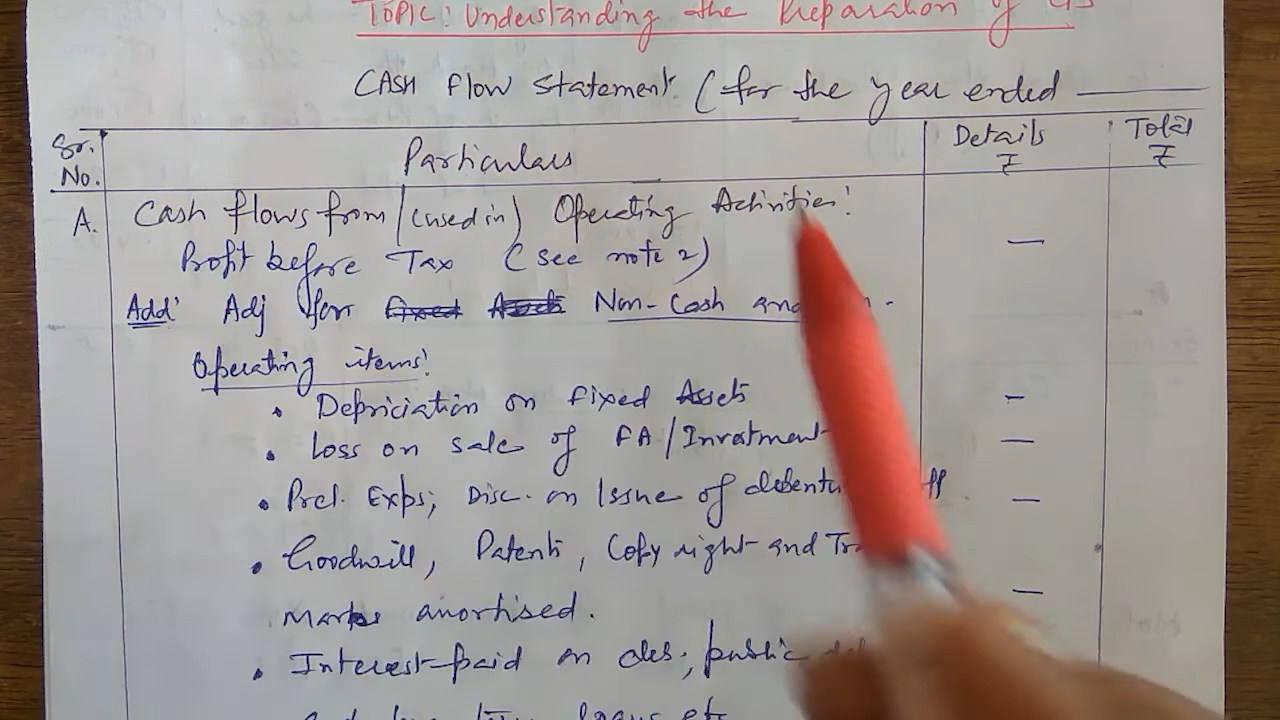 TOPIC: Understanding the Preparation of
CASH Flow Statement (for the year ended
Sr. No.
Particulars
Details ₹
Total ₹
A. Cash flows from/(used in) Operating Activities:
Profit before Tax (see note 2)
Add: Adj for Non-Cash and
Operating items:
• Depriciation on Fixed Assets
• Loss on sale of FA/Invratment
• Prel. Exps; Disc. on Issue of
• Goodwill, Patents, Copy right and
Marks amortised.
• Interest paid on deb;, public